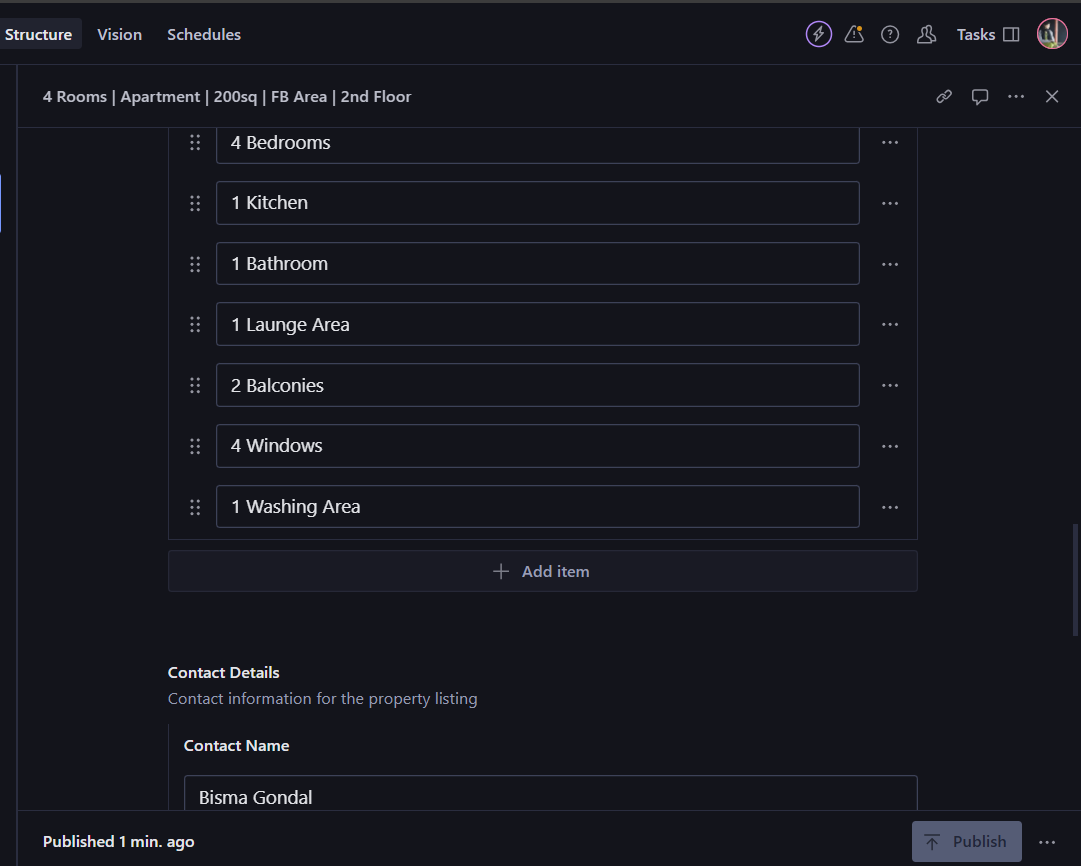 Structure Vision Schedules Tasks
4 Rooms | Apartment | 200sq | FB Area | 2nd Floor
4 Bedrooms
1 Kitchen
1 Bathroom
1 Launge Area
2 Balconies
4 Windows
1 Washing Area
Add item
Contact Details
Contact information for the property listing
Contact Name
Bisma Gondal
Published 1 min. ago Publish